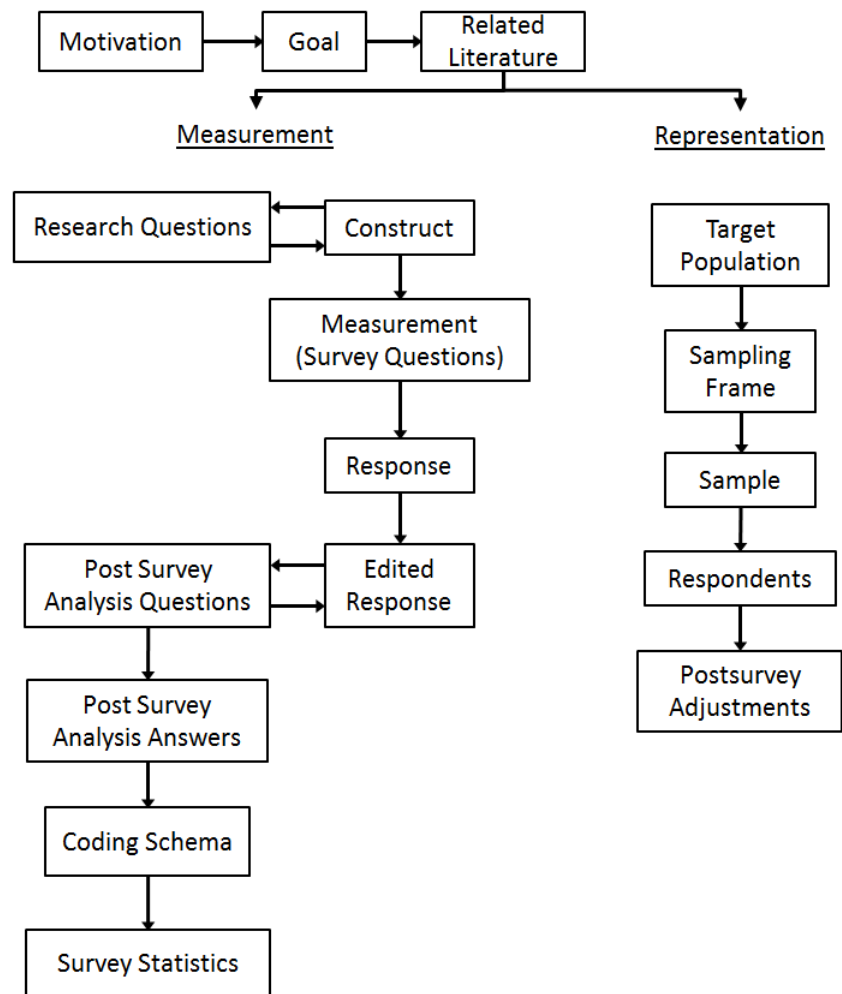 Motivation
Goal
Related
Literature
Measurement
Representation
Research Questions
Construct
Measurement
(Survey Questions)
Response
Post Survey
Analysis Questions
Edited
Response
Post Survey
Analysis Answers
Coding Schema
Survey Statistics
Target
Population
Sampling
Frame
Sample
Respondents
Postsurvey
Adjustments